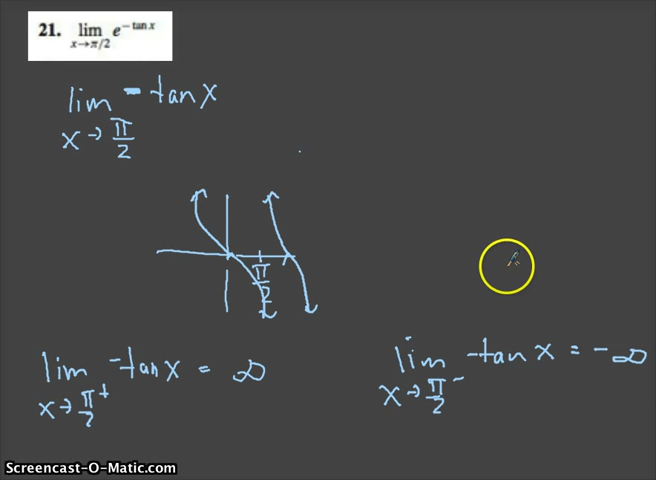 21. lim e^{-tan x}
x→π/2
lim -tan x
x→π/2
π/2
lim -tan x = ∞
x→π/2⁺
lim -tan x = -∞
x→π/2⁻
Screencast-O-Matic.com